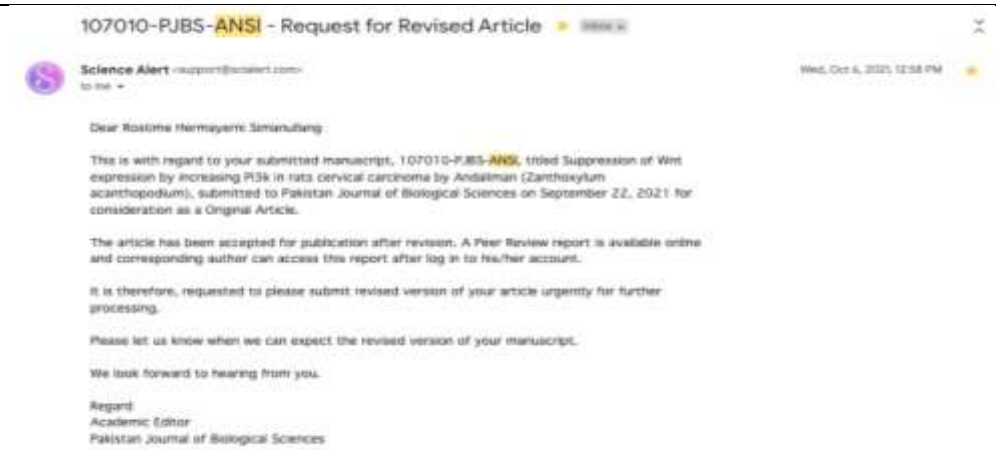 107010-PJBS-ANSI - Request for Revised Article Inbox x
Science Alert <support@scialert.com> Wed, Oct 6, 2021, 12:58 PM
to me
Dear Rostime Hermayerni Simanullang
This is with regard to your submitted manuscript, 107010-PJBS-ANSI, titled Suppression of Wnt
expression by increasing PI3k in rats cervical carcinoma by Andaliman (Zanthoxylum
acanthopodium), submitted to Pakistan Journal of Biological Sciences on September 22, 2021 for
consideration as a Original Article.
The article has been accepted for publication after revision. A Peer Review report is available online
and corresponding author can access this report after log in to his/her account.
It is therefore, requested to please submit revised version of your article urgently for further
processing.
Please let us know when we can expect the revised version of your manuscript.
We look forward to hearing from you.
Regard
Academic Editor
Pakistan Journal of Biological Sciences